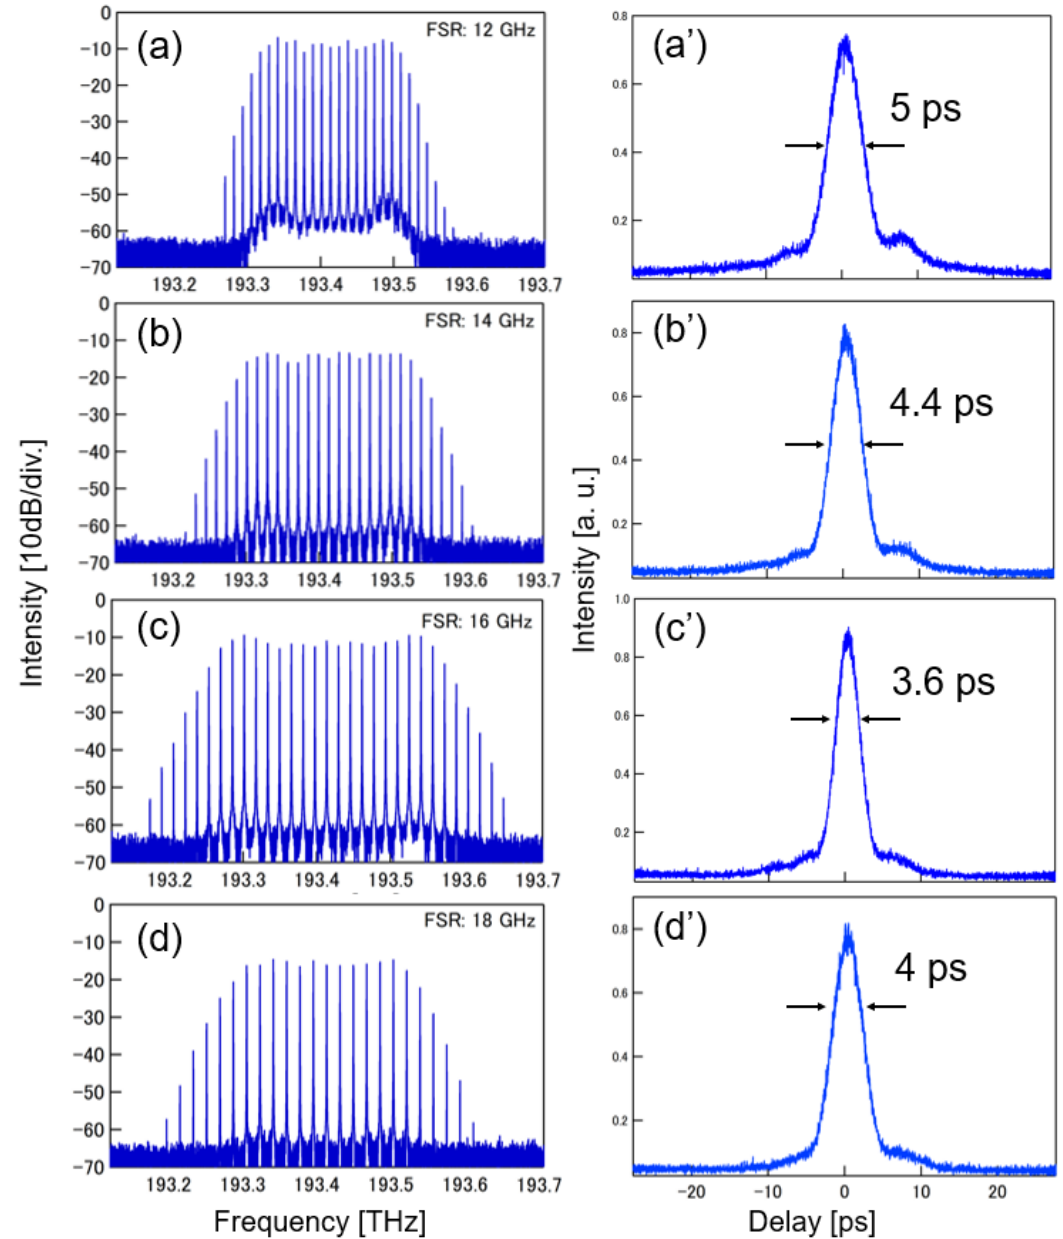 (a)
FSR: 12 GHz
0
−10
−20
−30
−40
−50
−60
−70
193.2 193.3 193.4 193.5 193.6 193.7
(a’)
5 ps
0.8
0.6
0.4
0.2
(b)
FSR: 14 GHz
0
−10
−20
−30
−40
−50
−60
−70
193.2 193.3 193.4 193.5 193.6 193.7
(b’)
4.4 ps
0.8
0.6
0.4
0.2
Intensity [10dB/div.]
Intensity [a. u.]
(c)
FSR: 16 GHz
0
−10
−20
−30
−40
−50
−60
−70
193.2 193.3 193.4 193.5 193.6 193.7
(c’)
3.6 ps
1.0
0.8
0.6
0.4
0.2
(d)
FSR: 18 GHz
0
−10
−20
−30
−40
−50
−60
−70
193.2 193.3 193.4 193.5 193.6 193.7
Frequency [THz]
(d’)
4 ps
0.8
0.6
0.4
0.2
−20 −10 0 10 20
Delay [ps]